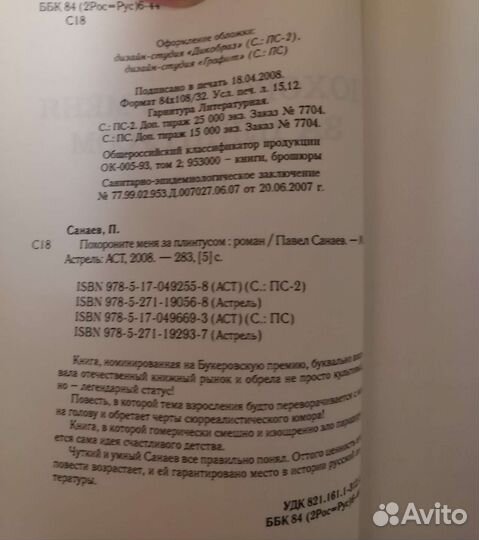 ББК 84 (2Рос=Рус)6-44
С18
Оформление обложки:
дизайн-студия «Дикобраз» (С.: ПС-2),
дизайн-студия «Графит» (С.: ПС)
Подписано в печать 18.04.2008.
Формат 84х108/32. Усл. печ. л. 15,12.
Гарнитура Литературная.
С.: ПС-2. Доп. тираж 25 000 экз. Заказ № 7704.
С.: ПС. Доп. тираж 15 000 экз. Заказ № 7704.
Общероссийский классификатор продукции
ОК-005-93, том 2; 953000 – книги, брошюры
Санитарно-эпидемиологическое заключение
№ 77.99.02.953.Д.007027.06.07 от 20.06.2007 г.
Санаев, П.
С18 Похороните меня за плинтусом : роман / Павел Санаев. –
Астрель: АСТ, 2008. — 283, [5] с.
ISBN 978-5-17-049255-8 (АСТ) (С.: ПС-2)
ISBN 978-5-271-19056-8 (Астрель)
ISBN 978-5-17-049669-3 (АСТ) (С.: ПС)
ISBN 978-5-271-19293-7 (Астрель)
Книга, номинированная на Букеровскую премию, буквально
вала отечественный книжный рынок и обрела не просто
но – легендарный статус!
Повесть, в которой тема взросления будто переворачивается с
на голову и обретает черты сюрреалистического юмора!
Книга, в которой гомерически смешно и изощренно зло
ется сама идея счастливого детства.
Чуткий и умный Санаев все правильно понял. Оттого ценность
повести возрастает, и ей гарантировано место в истории русской
тературы.
УДК 821.161.1-
ББК 84 (2Рос=Рус)
Avito